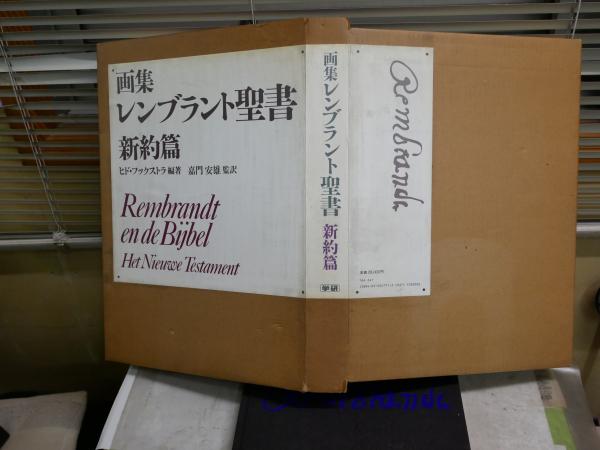 画集
レンブラント聖書
新約篇
ヒド・フックストラ 編著 嘉門安雄 監訳
Rembrandt
en de Bijbel
Het Nieuwe Testament
画集 レンブラント聖書 新約篇
学研
Rembrandt